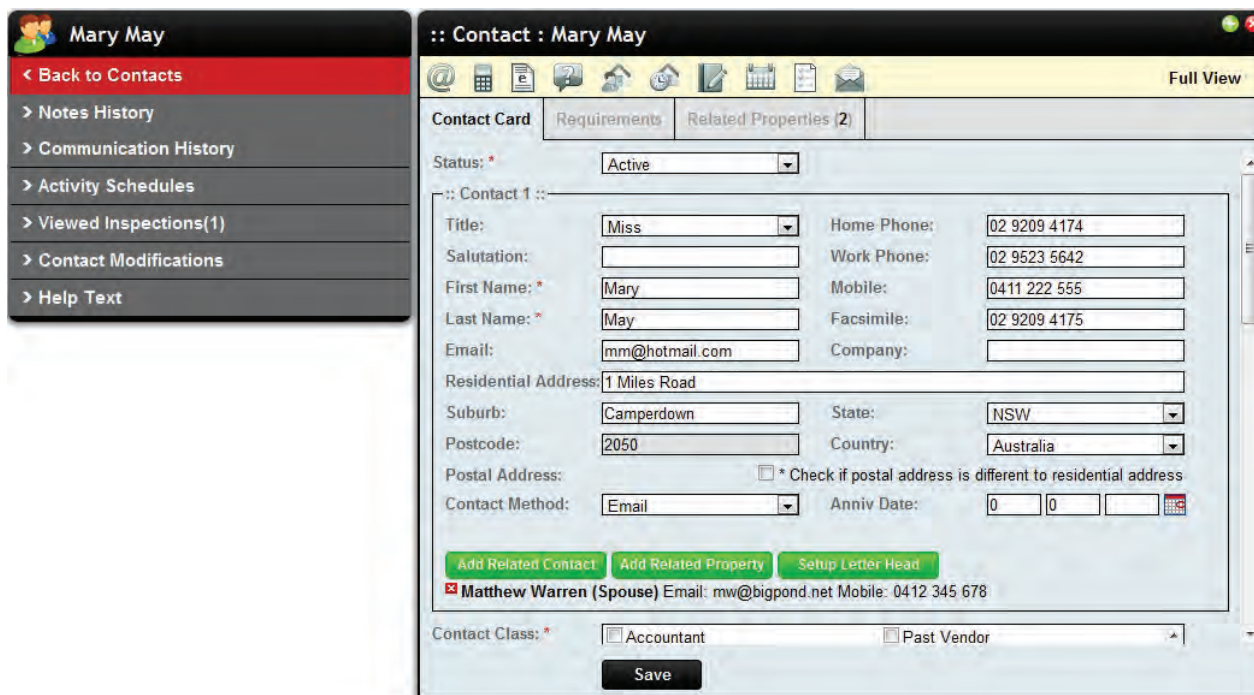 Mary May
< Back to Contacts
> Notes History
> Communication History
> Activity Schedules
> Viewed Inspections(1)
> Contact Modifications
> Help Text
:: Contact : Mary May
Full View
Contact Card Requirements Related Properties (2)
Status: * Active
:: Contact 1 ::
Title: Miss Home Phone: 02 9209 4174
Salutation: Work Phone: 02 9523 5642
First Name: * Mary Mobile: 0411 222 555
Last Name: * May Facsimile: 02 9209 4175
Email: mm@hotmail.com Company:
Residential Address: 1 Miles Road
Suburb: Camperdown State: NSW
Postcode: 2050 Country: Australia
Postal Address: * Check if postal address is different to residential address
Contact Method: Email Anniv Date: 0 0
Add Related Contact Add Related Property Setup Letter Head
Matthew Warren (Spouse) Email: mw@bigpond.net Mobile: 0412 345 678
Contact Class: * Accountant Past Vendor
Save